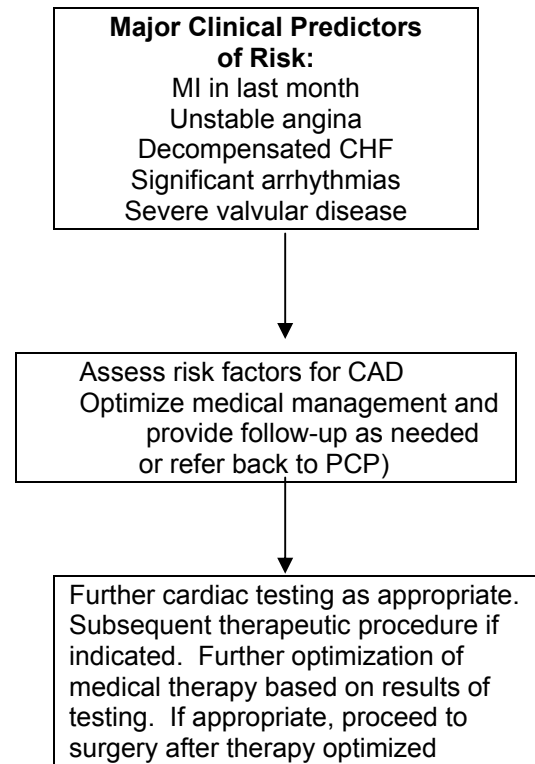 Major Clinical Predictors
of Risk:
MI in last month
Unstable angina
Decompensated CHF
Significant arrhythmias
Severe valvular disease
Assess risk factors for CAD
Optimize medical management and
provide follow-up as needed
or refer back to PCP)
Further cardiac testing as appropriate.
Subsequent therapeutic procedure if
indicated.  Further optimization of
medical therapy based on results of
testing.  If appropriate, proceed to
surgery after therapy optimized